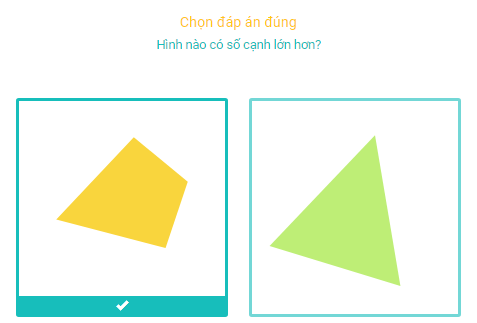 Chọn đáp án đúng
Hình nào có số cạnh lớn hơn?